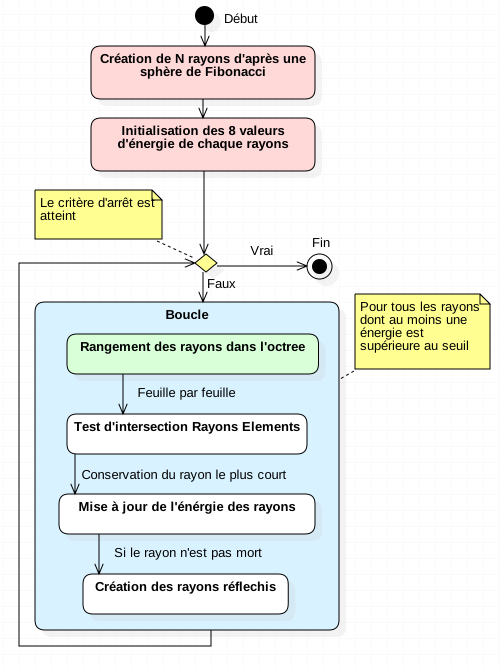 Début
Création de N rayons d'après une
sphère de Fibonacci
Initialisation des 8 valeurs
d'énergie de chaque rayons
Le critère d'arrêt est
atteint
Vrai
Fin
Faux
Boucle
Pour tous les rayons
dont au moins une
énergie est
supérieure au seuil
Rangement des rayons dans l'octree
Feuille par feuille
Test d'intersection Rayons Elements
Conservation du rayon le plus court
Mise à jour de l'énérgie des rayons
Si le rayon n'est pas mort
Création des rayons réflechis